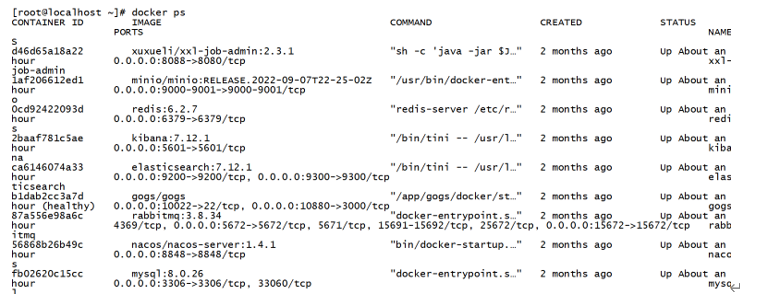 [root@localhost ~]# docker ps
CONTAINER ID IMAGE COMMAND CREATED STATUS
PORTS NAME
S
d46d65a18a22 xuxueli/xxl-job-admin:2.3.1 "sh -c 'java -jar $J…" 2 months ago Up About an
hour 0.0.0.0:8088->8080/tcp xxl-
job-admin
1af206612ed1 minio/minio:RELEASE.2022-09-07T22-25-02Z "/usr/bin/docker-ent…" 2 months ago Up About an
hour 0.0.0.0:9000-9001->9000-9001/tcp mini
o
0cd92422093d redis:6.2.7 "redis-server /etc/r…" 2 months ago Up About an
hour 0.0.0.0:6379->6379/tcp redi
s
2baaf781c5ae kibana:7.12.1 "/bin/tini -- /usr/l…" 2 months ago Up About an
hour 0.0.0.0:5601->5601/tcp kiba
na
ca6146074a33 elasticsearch:7.12.1 "/bin/tini -- /usr/l…" 2 months ago Up About an
hour 0.0.0.0:9200->9200/tcp, 0.0.0.0:9300->9300/tcp elas
ticsearch
b1dab2cc3a7d gogs/gogs "/app/gogs/docker/st…" 2 months ago Up About an
hour (healthy) 0.0.0.0:10022->22/tcp, 0.0.0.0:10880->3000/tcp gogs
87a556e98a6c rabbitmq:3.8.34 "docker-entrypoint.s…" 2 months ago Up About an
hour 4369/tcp, 0.0.0.0:5672->5672/tcp, 5671/tcp, 15691-15692/tcp, 25672/tcp, 0.0.0.0:15672->15672/tcp rabb
itmq
56868b26b49c nacos/nacos-server:1.4.1 "bin/docker-startup.…" 2 months ago Up About an
hour 0.0.0.0:8848->8848/tcp naco
s
fb02620c15cc mysql:8.0.26 "docker-entrypoint.s…" 2 months ago Up About an
hour 0.0.0.0:3306->3306/tcp, 33060/tcp mysq
l